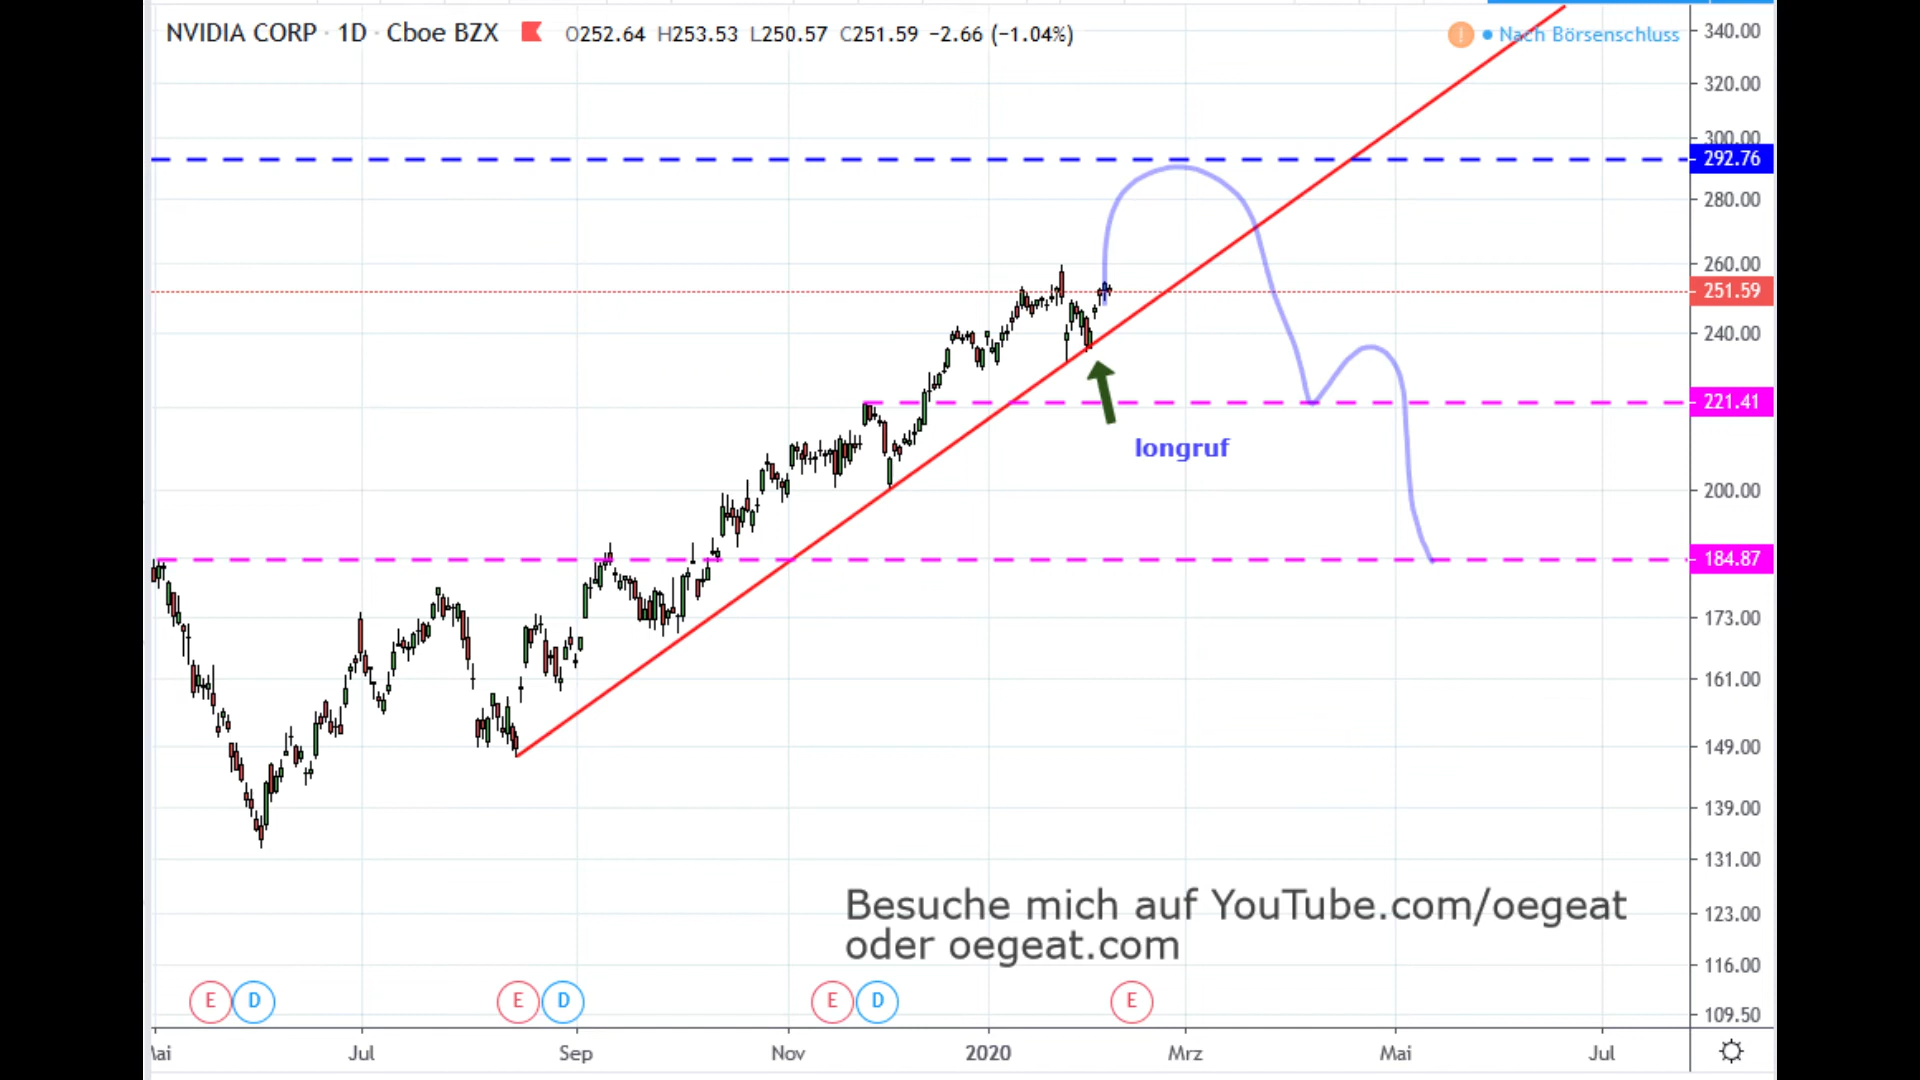 NVIDIA CORP · 1D · Cboe BZX O252.64 H253.53 L250.57 C251.59 −2.66 (−1.04%)
! Nach Börsenschluss
340.00
320.00
300.00
292.76
280.00
260.00
251.59
240.00
221.41
longruf
200.00
184.87
173.00
161.00
149.00
139.00
131.00
Besuche mich auf YouTube.com/oegeat
oder oegeat.com
123.00
116.00
E D E D E D E
109.50
Mai Jul Sep Nov 2020 Mrz Mai Jul